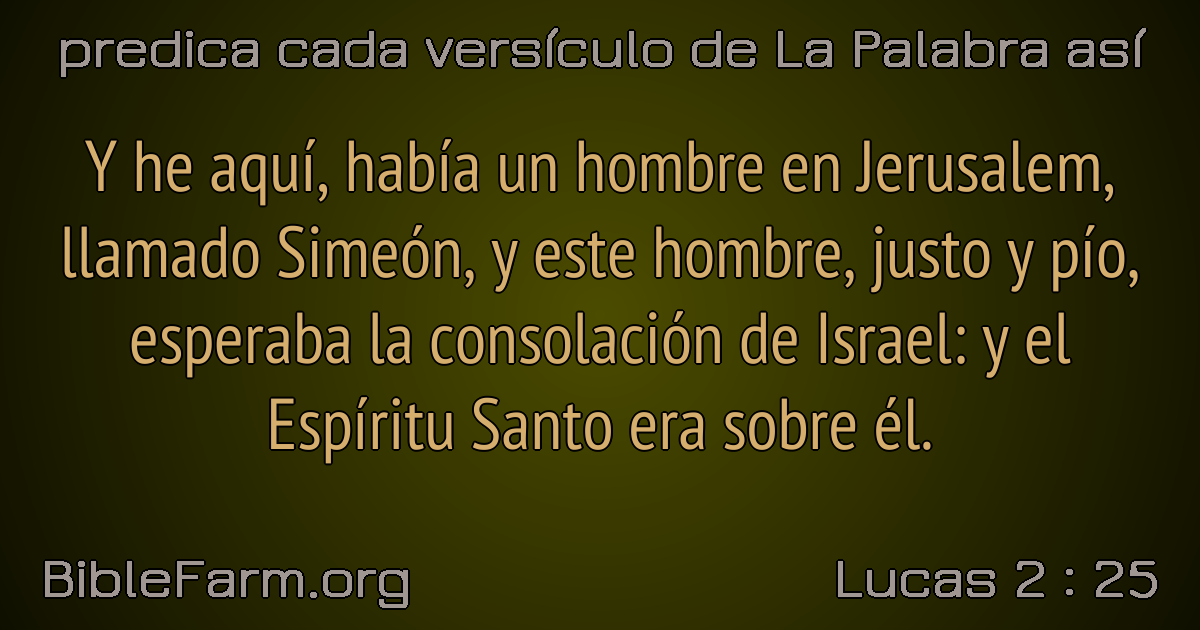 predica cada versículo de La Palabra así
Y he aquí, había un hombre en Jerusalem,
llamado Simeón, y este hombre, justo y pío,
esperaba la consolación de Israel: y el
Espíritu Santo era sobre él.
BibleFarm.org
Lucas 2 : 25